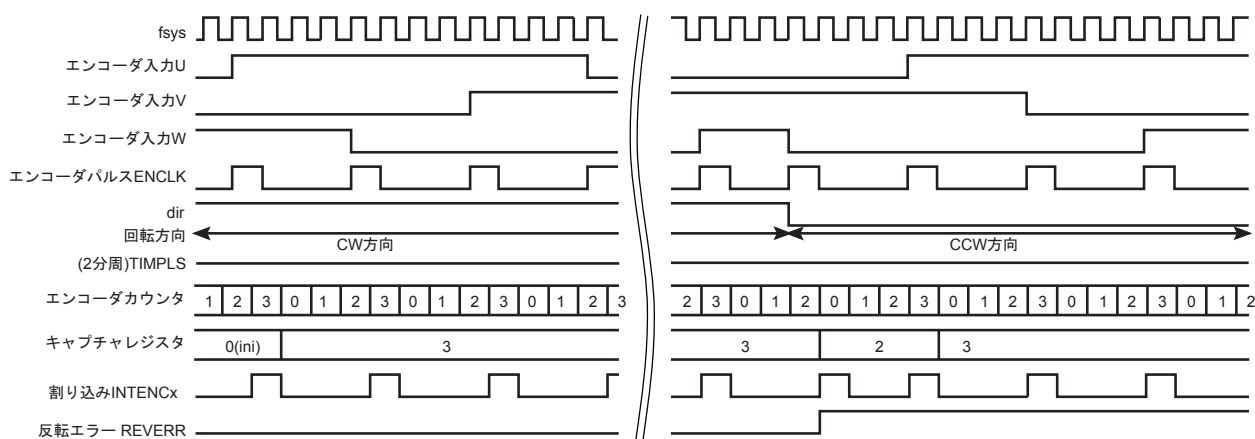 fsys
エンコーダ入力U
エンコーダ入力V
エンコーダ入力W
エンコーダパルスENCLK
dir
回転方向 CW方向 CCW方向
(2分周)TIMPLS
エンコーダカウンタ 1 2 3 0 1 2 3 0 1 2 3 0 1 2 3 2 3 0 1 2 0 1 2 3 0 1 2 3 0 1 2 3 0 1 2
キャプチャレジスタ 0(ini) 3 3 2 3
割り込みINTENCx
反転エラー REVERR